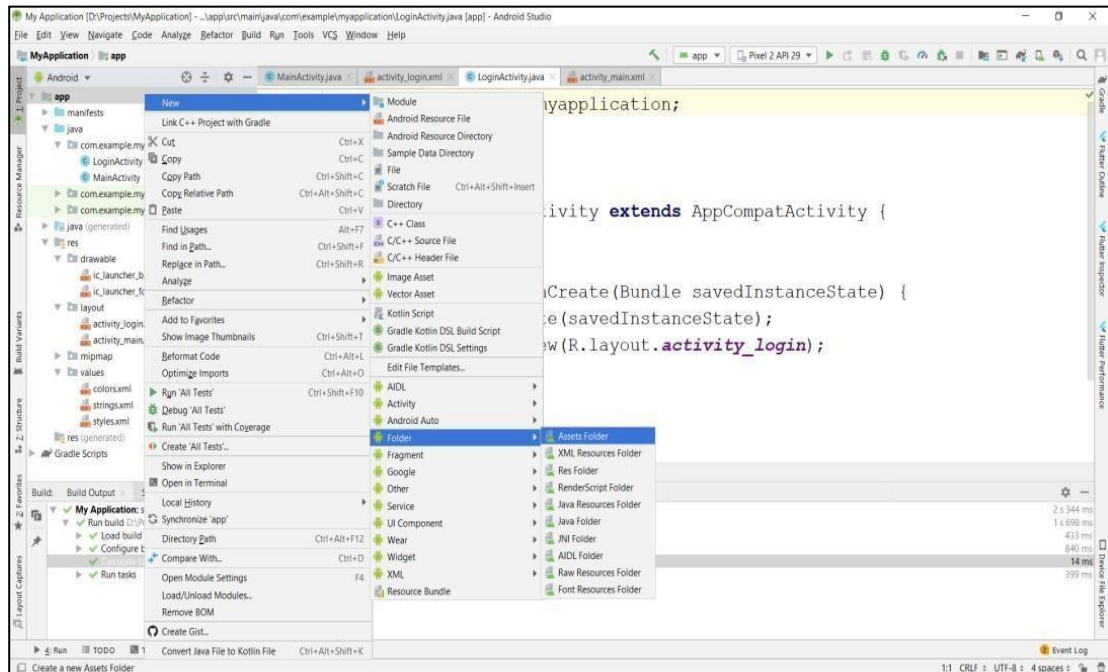 My Application [D:\Projects\MyApplication] - ...\app\src\main\java\com\example\myapplication\LoginActivity.java [app] - Android Studio
File Edit View Navigate Code Analyze Refactor Build Run Tools VCS Window Help
MyApplication app
app Pixel 2 API 29
Android
MainActivity.java
activity_login.xml
LoginActivity.java
activity_main.xml
1: Project
Resource Manager
Build Variants
Z: Structure
2: Favorites
Layout Captures
app
manifests
java
com.example.my
LoginActivity
MainActivity
com.example.my
com.example.my
java (generated)
res
drawable
ic_launcher_b
ic_launcher_fo
layout
activity_login.
activity_main.
mipmap
values
colors.xml
strings.xml
styles.xml
res (generated)
Gradle Scripts
New
Link C++ Project with Gradle
Cut Ctrl+X
Copy Ctrl+C
Copy Path Ctrl+Shift+C
Copy Relative Path Ctrl+Alt+Shift+C
Paste Ctrl+V
Find Usages Alt+F7
Find in Path... Ctrl+Shift+F
Replace in Path... Ctrl+Shift+R
Analyze
Refactor
Add to Favorites
Show Image Thumbnails Ctrl+Shift+T
Reformat Code Ctrl+Alt+L
Optimize Imports Ctrl+Alt+O
Run 'All Tests' Ctrl+Shift+F10
Debug 'All Tests'
Run 'All Tests' with Coverage
Create 'All Tests'...
Show in Explorer
Open in Terminal
Local History
Synchronize 'app'
Directory Path Ctrl+Alt+F12
Compare With... Ctrl+D
Open Module Settings F4
Load/Unload Modules...
Remove BOM
Create Gist...
Convert Java File to Kotlin File Ctrl+Alt+Shift+K
Module
Android Resource File
Android Resource Directory
Sample Data Directory
File
Scratch File Ctrl+Alt+Shift+Insert
Directory
C++ Class
C/C++ Source File
C/C++ Header File
Image Asset
Vector Asset
Kotlin Script
Gradle Kotlin DSL Build Script
Gradle Kotlin DSL Settings
Edit File Templates...
AIDL
Activity
Android Auto
Folder
Fragment
Google
Other
Service
UI Component
Wear
Widget
XML
Resource Bundle
Assets Folder
XML Resources Folder
Res Folder
RenderScript Folder
Java Resources Folder
Java Folder
JNI Folder
AIDL Folder
Raw Resources Folder
Font Resources Folder
yapplication;
ivity extends AppCompatActivity {
Create(Bundle savedInstanceState) {
e(savedInstanceState);
w(R.layout.activity_login);
Gradle
Flutter Outline
Flutter Inspector
Flutter Performance
Device File Explorer
Build: Build Output
My Application: s 2 s 344 ms
Run build D:\P 1 s 698 ms
Load build 433 ms
Configure b 840 ms
14 ms
Run tasks 399 ms
4: Run TODO
Event Log
Create a new Assets Folder
1:1 CRLF UTF-8 4 spaces